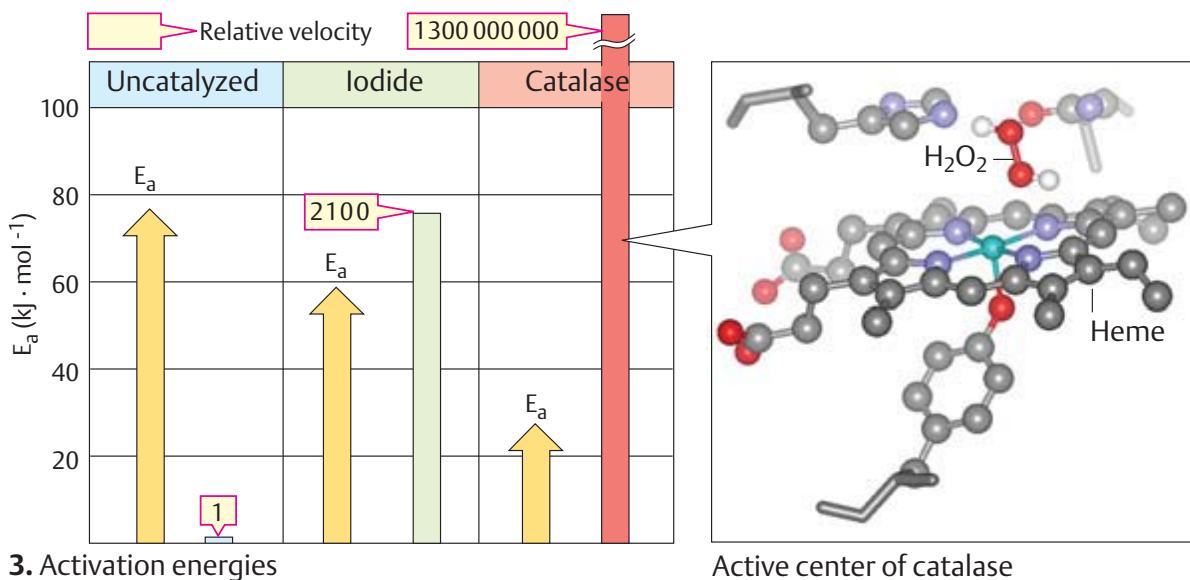 Relative velocity
1300 000 000
Uncatalyzed
Iodide
Catalase
100
80
60
40
20
Eₐ (kJ · mol⁻¹)
Eₐ
1
Eₐ
2100
Eₐ
H₂O₂
Heme
3. Activation energies
Active center of catalase